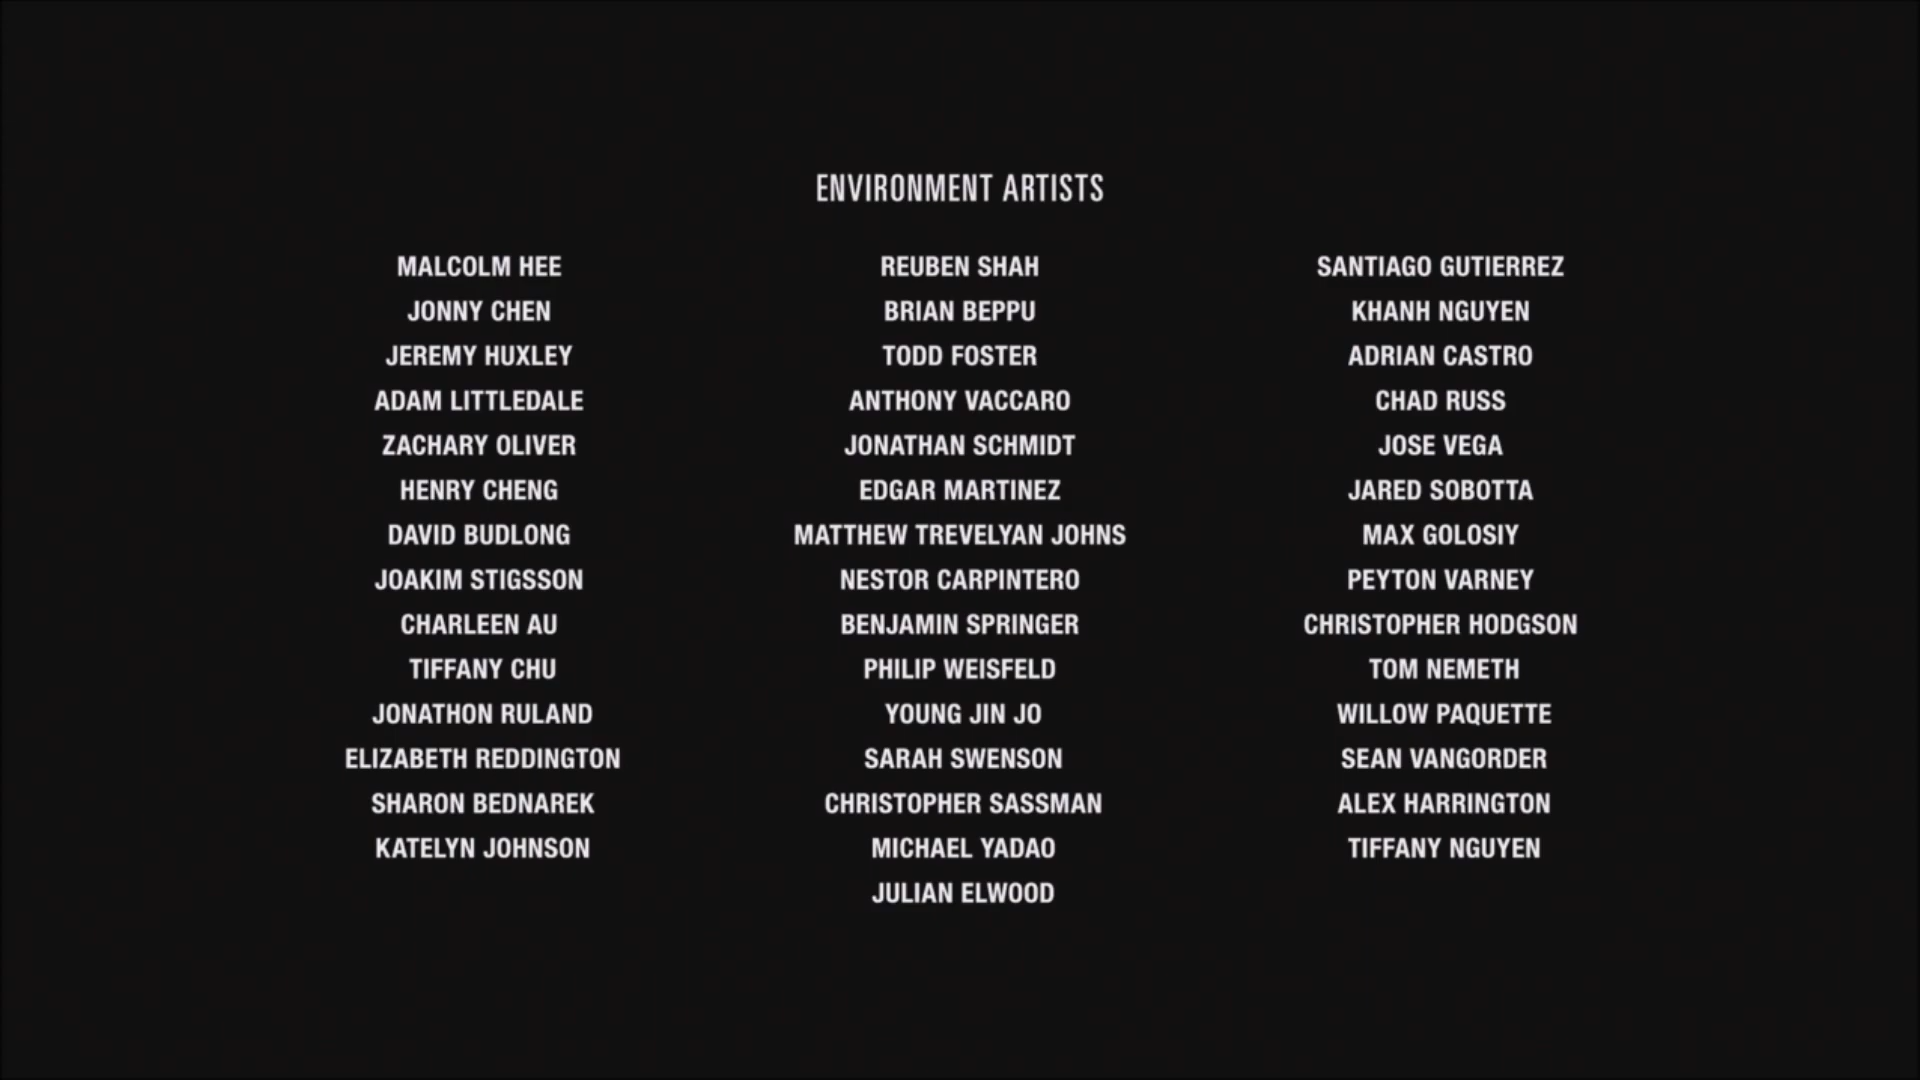 ENVIRONMENT ARTISTS
MALCOLM HEE
JONNY CHEN
JEREMY HUXLEY
ADAM LITTLEDALE
ZACHARY OLIVER
HENRY CHENG
DAVID BUDLONG
JOAKIM STIGSSON
CHARLEEN AU
TIFFANY CHU
JONATHON RULAND
ELIZABETH REDDINGTON
SHARON BEDNAREK
KATELYN JOHNSON
REUBEN SHAH
BRIAN BEPPU
TODD FOSTER
ANTHONY VACCARO
JONATHAN SCHMIDT
EDGAR MARTINEZ
MATTHEW TREVELYAN JOHNS
NESTOR CARPINTERO
BENJAMIN SPRINGER
PHILIP WEISFELD
YOUNG JIN JO
SARAH SWENSON
CHRISTOPHER SASSMAN
MICHAEL YADAO
JULIAN ELWOOD
SANTIAGO GUTIERREZ
KHANH NGUYEN
ADRIAN CASTRO
CHAD RUSS
JOSE VEGA
JARED SOBOTTA
MAX GOLOSIY
PEYTON VARNEY
CHRISTOPHER HODGSON
TOM NEMETH
WILLOW PAQUETTE
SEAN VANGORDER
ALEX HARRINGTON
TIFFANY NGUYEN